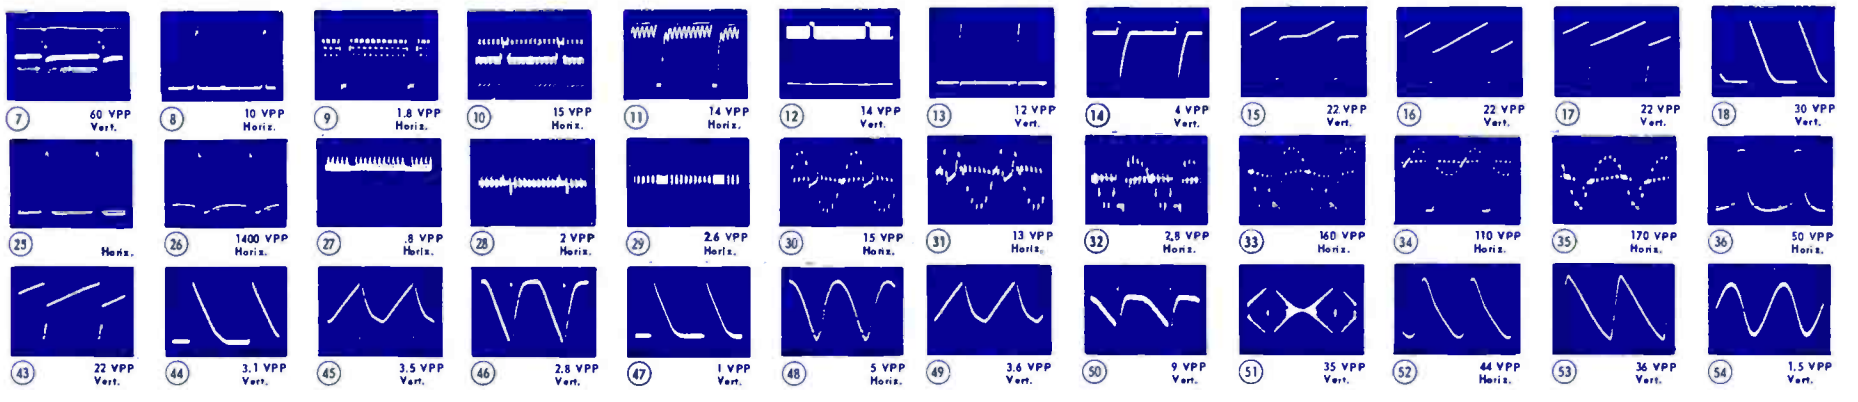 7 60 VPP
Vert.
8 10 VPP
Horiz.
9 1.8 VPP
Horiz.
10 15 VPP
Horiz.
11 14 VPP
Horiz.
12 14 VPP
Vert.
13 12 VPP
Vert.
14 4 VPP
Vert.
15 22 VPP
Vert.
16 22 VPP
Vert.
17 22 VPP
Vert.
18 30 VPP
Vert.
25
Horiz.
26 1400 VPP
Horiz.
27 .8 VPP
Horiz.
28 2 VPP
Horiz.
29 2.6 VPP
Horiz.
30 15 VPP
Horiz.
31 13 VPP
Horiz.
32 2.8 VPP
Horiz.
33 160 VPP
Horiz.
34 110 VPP
Horiz.
35 170 VPP
Horiz.
36 50 VPP
Horiz.
43 22 VPP
Vert.
44 3.1 VPP
Vert.
45 3.5 VPP
Vert.
46 2.8 VPP
Vert.
47 1 VPP
Vert.
48 5 VPP
Horiz.
49 3.6 VPP
Vert.
50 9 VPP
Vert.
51 35 VPP
Vert.
52 44 VPP
Horiz.
53 36 VPP
Vert.
54 1.5 VPP
Vert.